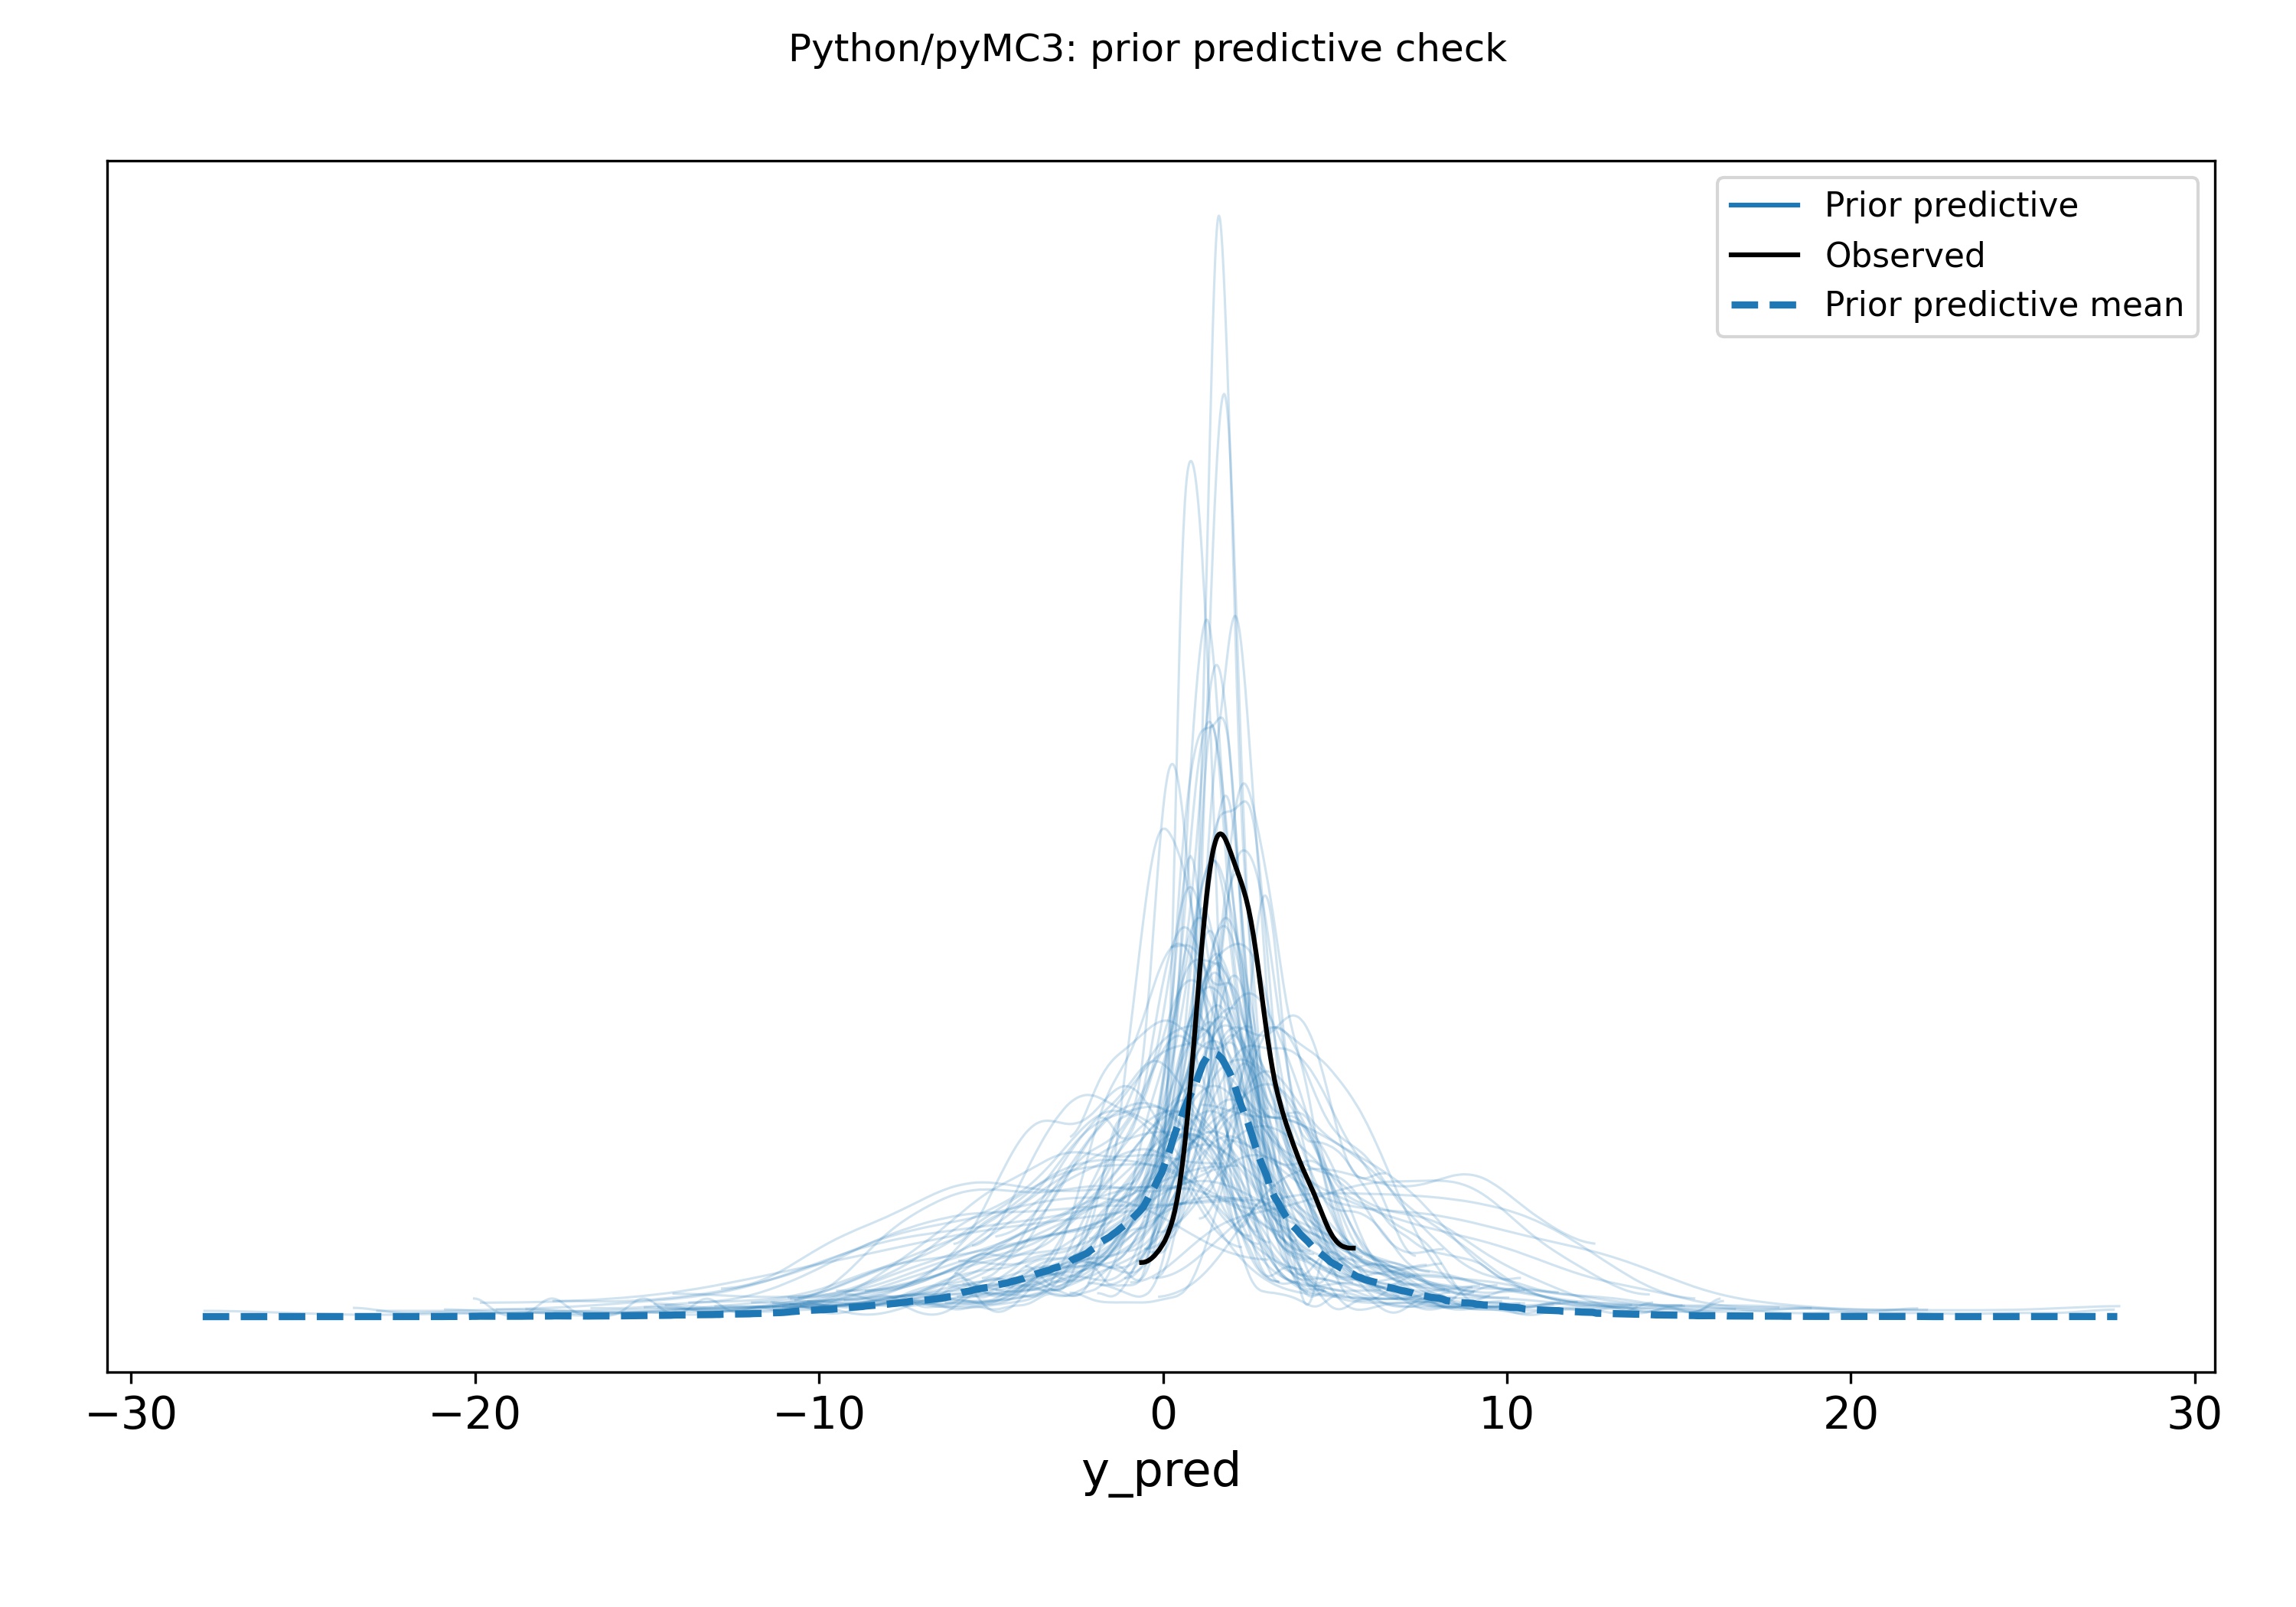 Python/pyMC3: prior predictive check
Prior predictive
Observed
Prior predictive mean
−30 −20 −10 0 10 20 30
y_pred